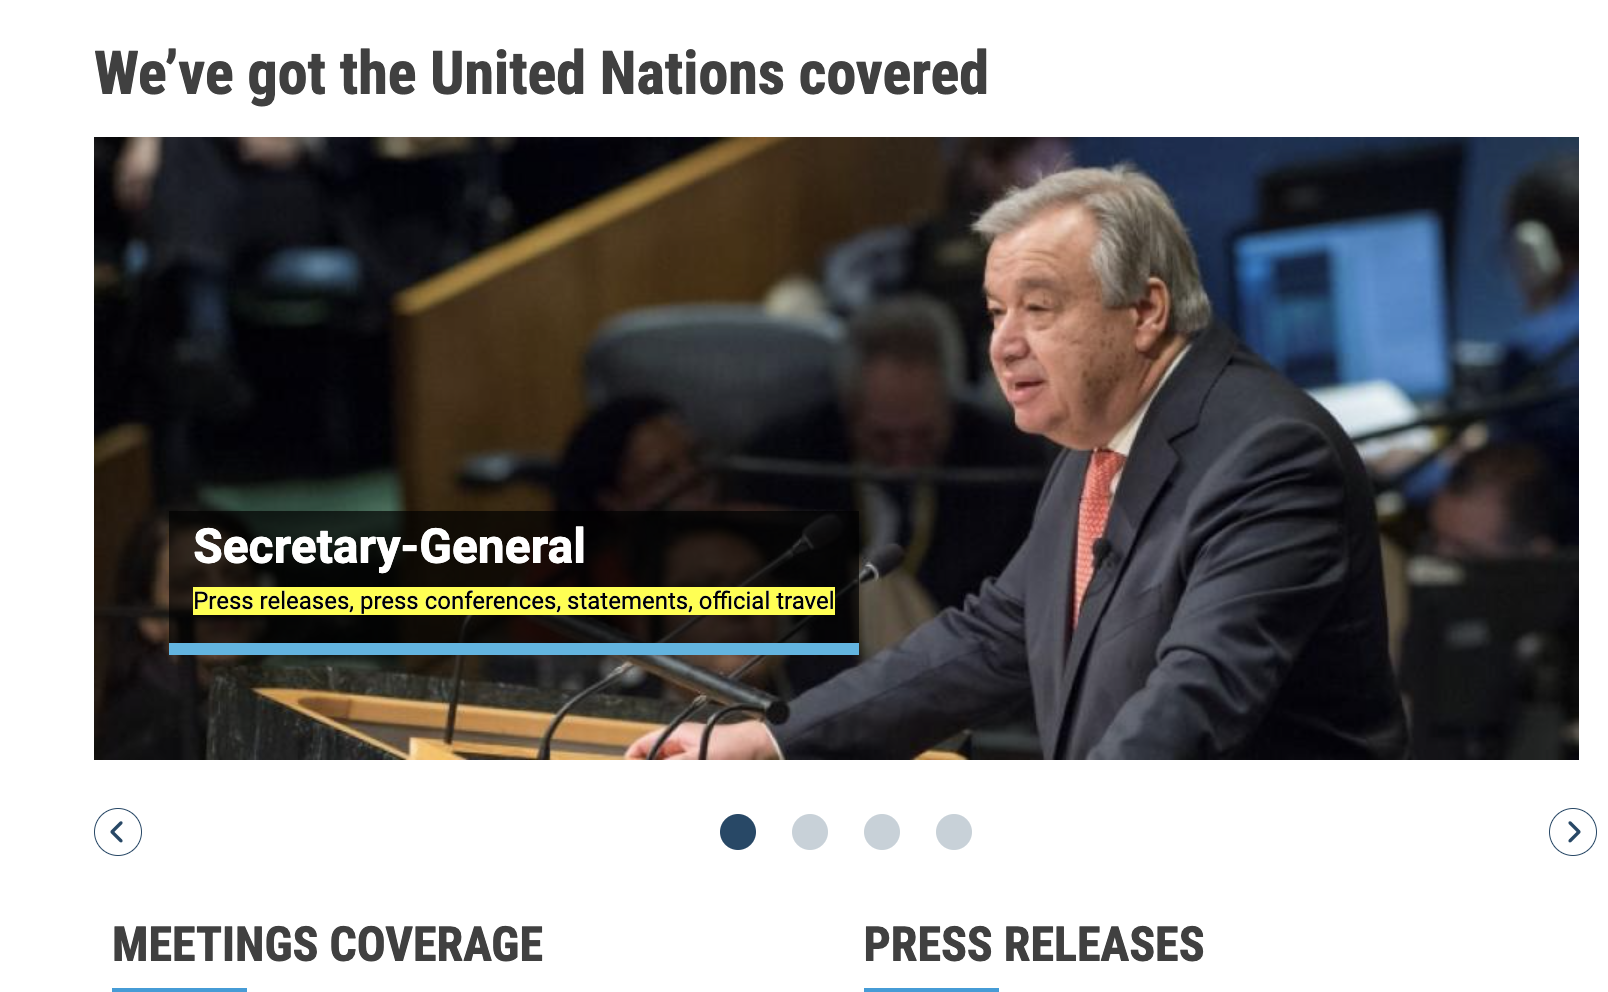 We’ve got the United Nations covered
Secretary-General
Press releases, press conferences, statements, official travel
MEETINGS COVERAGE
PRESS RELEASES